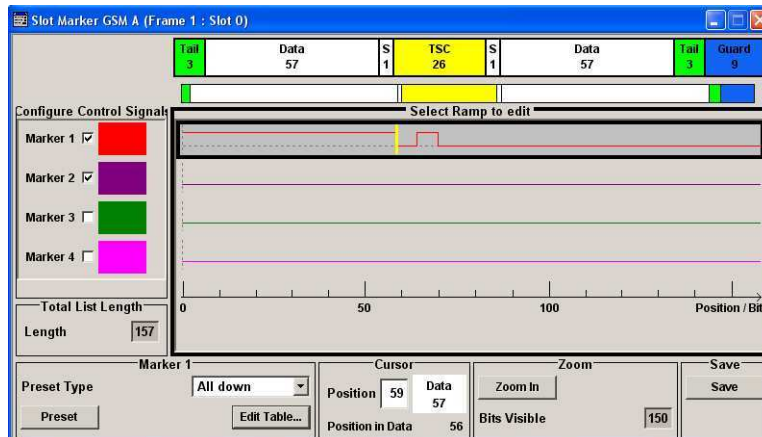 Slot Marker GSM A (Frame 1 : Slot 0)
Tail Data S TSC S Data Tail Guard
3 57 1 26 1 57 3 9
Configure Control Signals
Select Ramp to edit
Marker 1
Marker 2
Marker 3
Marker 4
0 50 100 Position / Bit
Total List Length
Length 157
Marker 1
Preset Type All down
Preset Edit Table...
Cursor
Position 59 Data
57
Position in Data 56
Zoom
Zoom In
Bits Visible 150
Save
Save